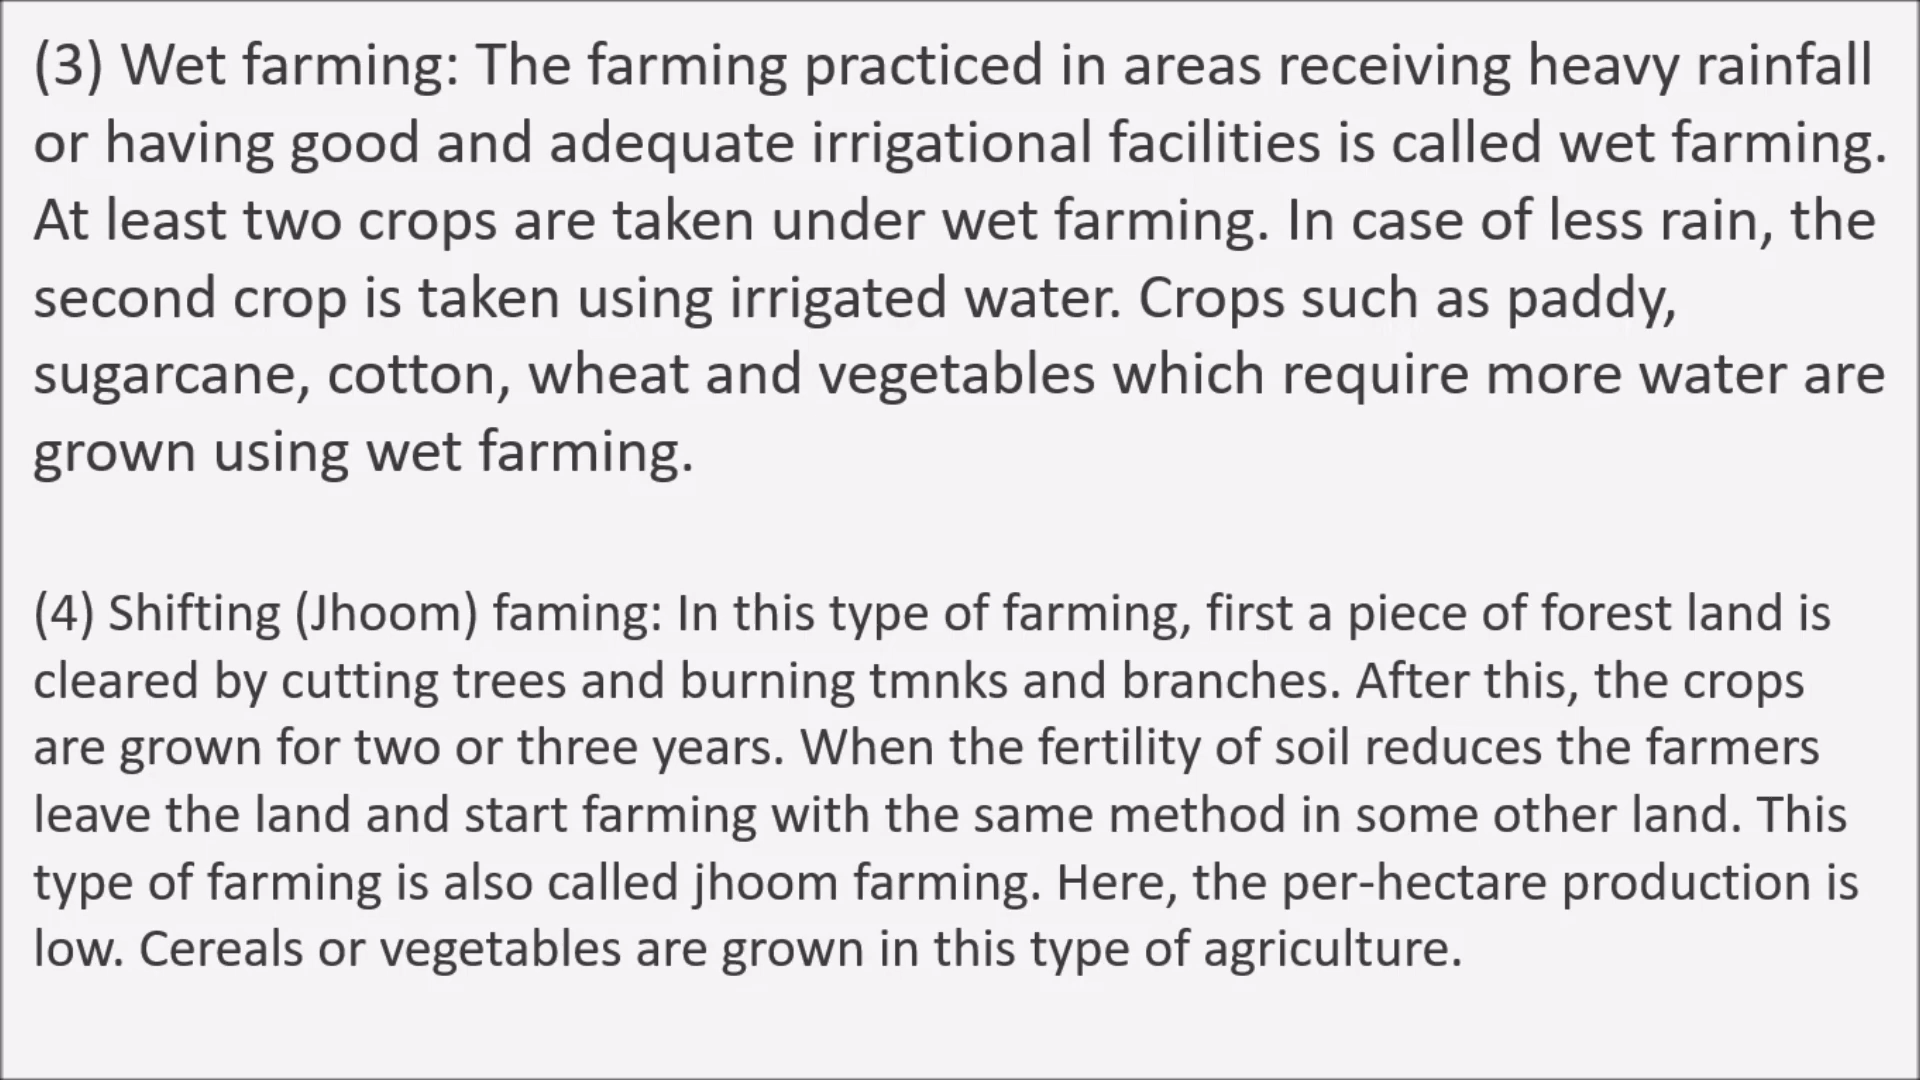 (3) Wet farming: The farming practiced in areas receiving heavy rainfall
or having good and adequate irrigational facilities is called wet farming.
At least two crops are taken under wet farming. In case of less rain, the
second crop is taken using irrigated water. Crops such as paddy,
sugarcane, cotton, wheat and vegetables which require more water are
grown using wet farming.
(4) Shifting (Jhoom) faming: In this type of farming, first a piece of forest land is
cleared by cutting trees and burning tmnks and branches. After this, the crops
are grown for two or three years. When the fertility of soil reduces the farmers
leave the land and start farming with the same method in some other land. This
type of farming is also called jhoom farming. Here, the per-hectare production is
low. Cereals or vegetables are grown in this type of agriculture.